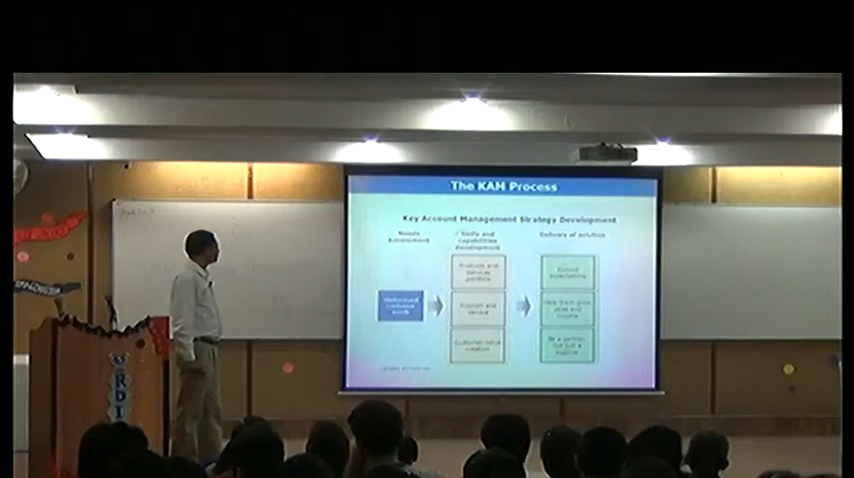 The KAM Process
Key Account Management Strategy Development
Needs
Assessment
Skills and
capabilities
development
Delivery of solution
Understand
customer
needs
Products and
services
portfolio
Support and
service
Customer value
creation
Exceed
expectations
Help them grow
value and
income
Be a partner,
not just a
supplier
RDI